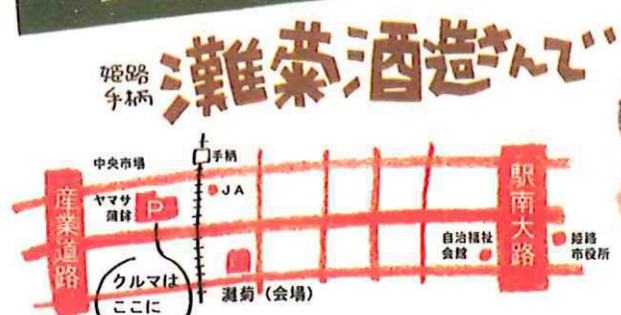 姫路
手柄
灘菊酒造さんで
中央市場
手柄
JA
ヤマサ
蒲鉾
P
産業道路
駅南大路
自治福祉
会館
姫路
市役所
灘菊（会場）
クルマは
ここに